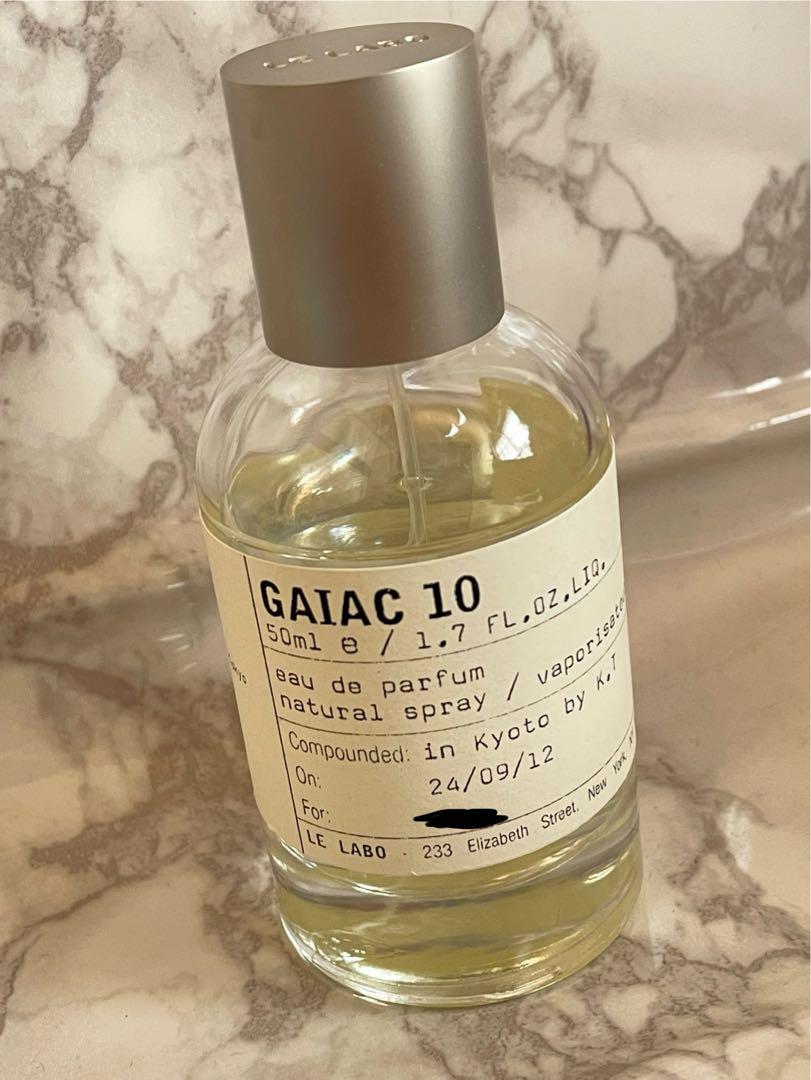 LE LABO
GAIAC 10
50ml e / 1.7 FL.OZ.LIQ.
eau de parfum
natural spray /
Compounded: in Kyoto by K.T
On: 24/09/12
For:
LE LABO - 233 Elizabeth Street, New York,